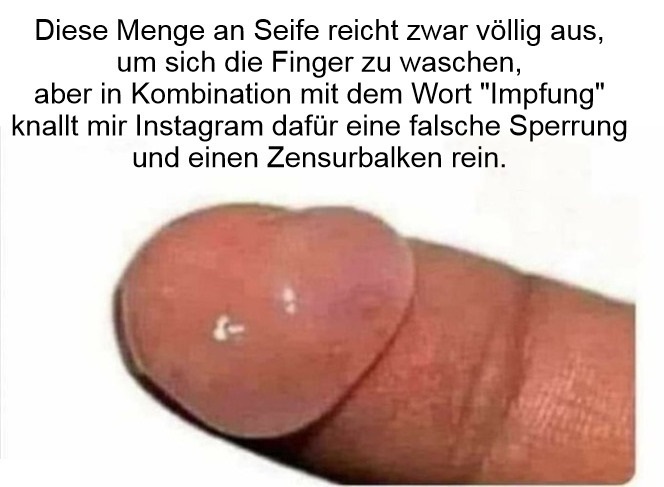 Diese Menge an Seife reicht zwar völlig aus,
um sich die Finger zu waschen,
aber in Kombination mit dem Wort "Impfung"
knallt mir Instagram dafür eine falsche Sperrung
und einen Zensurbalken rein.